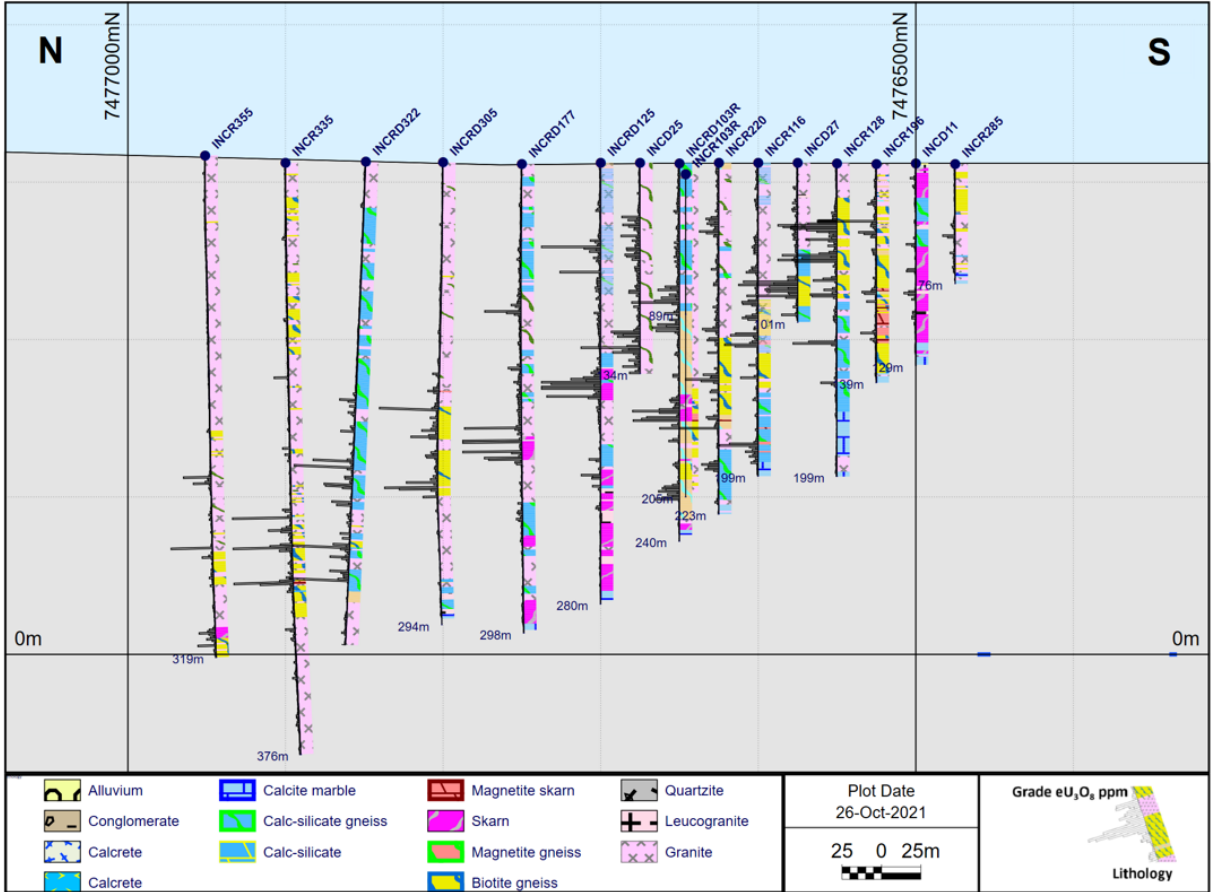 N
S
7477000mN
7476500mN
INCR355
INCR335
INCRD322
INCRD305
INCRD177
INCRD125
INCD25
INCRD103R
INCR103R
INCR220
INCR116
INCD27
INCR128
INCR196
INCD11
INCR285
76m
89m
01m
134m
139m
29m
199m
199m
205m
223m
240m
280m
294m
298m
0m
0m
319m
376m
Alluvium
Conglomerate
Calcrete
Calcrete
Calcite marble
Calc-silicate gneiss
Calc-silicate
Magnetite skarn
Skarn
Magnetite gneiss
Biotite gneiss
Quartzite
Leucogranite
Granite
Plot Date
26-Oct-2021
25 0 25m
Grade eU₃O₈ ppm
Lithology